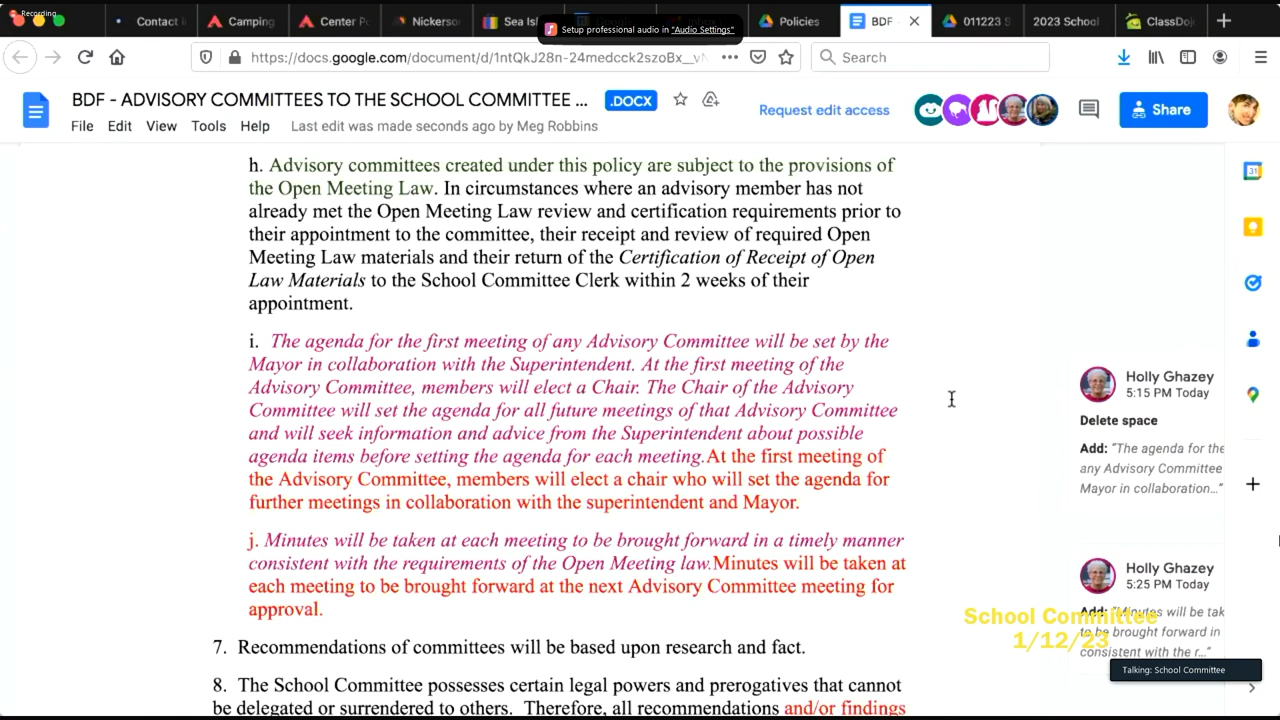 Recording
Contact
Camping
Center P
Nickerson
Sea Isl
Policies
BDF -
011223 S
2023 School
ClassDojo
Setup professional audio in "Audio Settings"
https://docs.google.com/document/d/1ntQkJ28n-24medcck2szoBx_
Search
BDF - ADVISORY COMMITTEES TO THE SCHOOL COMMITTEE ... .DOCX
Request edit access
Share
File Edit View Tools Help Last edit was made seconds ago by Meg Robbins
31
h. Advisory committees created under this policy are subject to the provisions of
the Open Meeting Law. In circumstances where an advisory member has not
already met the Open Meeting Law review and certification requirements prior to
their appointment to the committee, their receipt and review of required Open
Meeting Law materials and their return of the Certification of Receipt of Open
Law Materials to the School Committee Clerk within 2 weeks of their
appointment.
i. The agenda for the first meeting of any Advisory Committee will be set by the
Mayor in collaboration with the Superintendent. At the first meeting of the
Advisory Committee, members will elect a Chair. The Chair of the Advisory
Committee will set the agenda for all future meetings of that Advisory Committee
and will seek information and advice from the Superintendent about possible
agenda items before setting the agenda for each meeting.At the first meeting of
the Advisory Committee, members will elect a chair who will set the agenda for
further meetings in collaboration with the superintendent and Mayor.
j. Minutes will be taken at each meeting to be brought forward in a timely manner
consistent with the requirements of the Open Meeting law.Minutes will be taken at
each meeting to be brought forward at the next Advisory Committee meeting for
approval.
7. Recommendations of committees will be based upon research and fact.
8. The School Committee possesses certain legal powers and prerogatives that cannot
be delegated or surrendered to others. Therefore, all recommendations and/or findings
Holly Ghazey
5:15 PM Today
Delete space
Add: "The agenda for the
any Advisory Committee
Mayor in collaboration..."
Holly Ghazey
5:25 PM Today
Add: "Minutes will be tak
to be brought forward in
consistent with the r..."
School Committee
1/12/23
Talking: School Committee